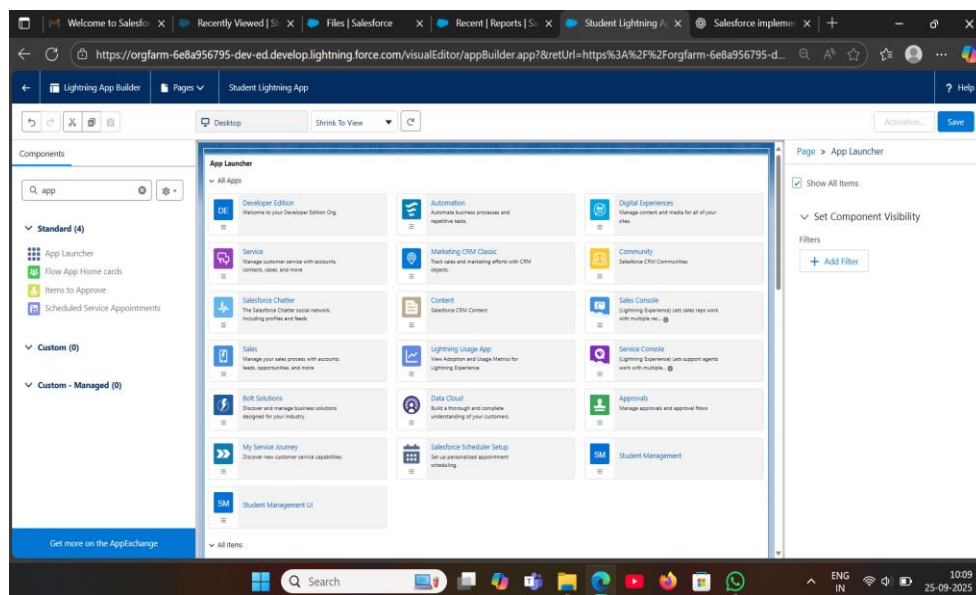 Welcome to Salesfo
Recently Viewed | St
Files | Salesforce
Recent | Reports | Sa
Student Lightning A
Salesforce implemen
https://orgfarm-6e8a956795-dev-ed.develop.lightning.force.com/visualEditor/appBuilder.app?&retUrl=https%3A%2F%2Forgfarm-6e8a956795-d...
Lightning App Builder
Pages
Student Lightning App
? Help
Desktop
Shrink To View
Activation...
Save
Components
app
Standard (4)
App Launcher
Flow App Home cards
Items to Approve
Scheduled Service Appointments
Custom (0)
Custom - Managed (0)
Get more on the AppExchange
App Launcher
All Apps
DE
Developer Edition
Welcome to your Developer Edition Org.
Automation
Automate business processes and
repetitive tasks.
Digital Experiences
Manage content and media for all of your
sites.
Service
Manage customer service with accounts,
contacts, cases, and more
Marketing CRM Classic
Track sales and marketing efforts with CRM
objects.
Community
Salesforce CRM Communities
Salesforce Chatter
The Salesforce Chatter social network,
including profiles and feeds
Content
Salesforce CRM Content
Sales Console
(Lightning Experience) Lets sales reps work
with multiple rec...
Sales
Manage your sales process with accounts,
leads, opportunities, and more
Lightning Usage App
View Adoption and Usage Metrics for
Lightning Experience
Service Console
(Lightning Experience) Lets support agents
work with multiple...
Bolt Solutions
Discover and manage business solutions
designed for your industry.
Data Cloud
Build a thorough and complete
understanding of your customers.
Approvals
Manage approvals and approval flows
My Service Journey
Discover new customer service capabilities.
Salesforce Scheduler Setup
Set up personalized appointment
scheduling.
SM
Student Management
SM
Student Management UI
All Items
Page > App Launcher
Show All Items
Set Component Visibility
Filters
+ Add Filter
Search
ENG
IN
10:09
25-09-2025